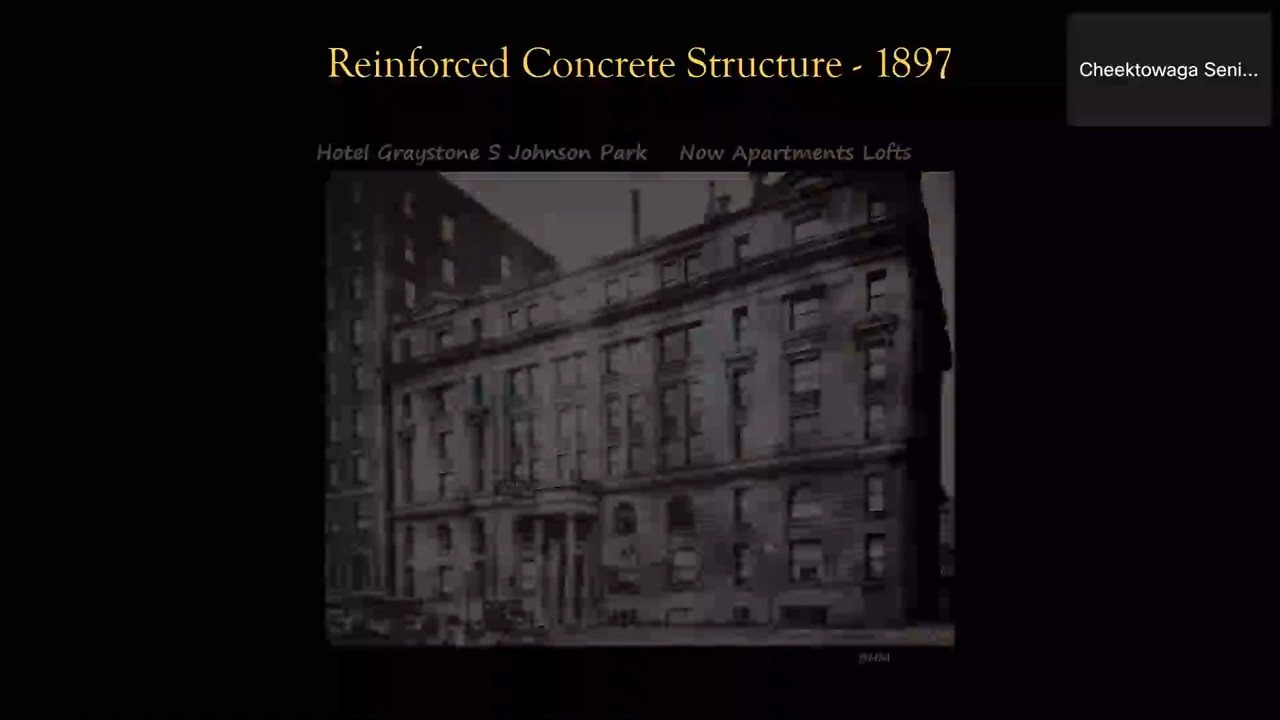 Reinforced Concrete Structure - 1897
Cheektowaga Seni...
Hotel Graystone S Johnson Park Now Apartments Lofts